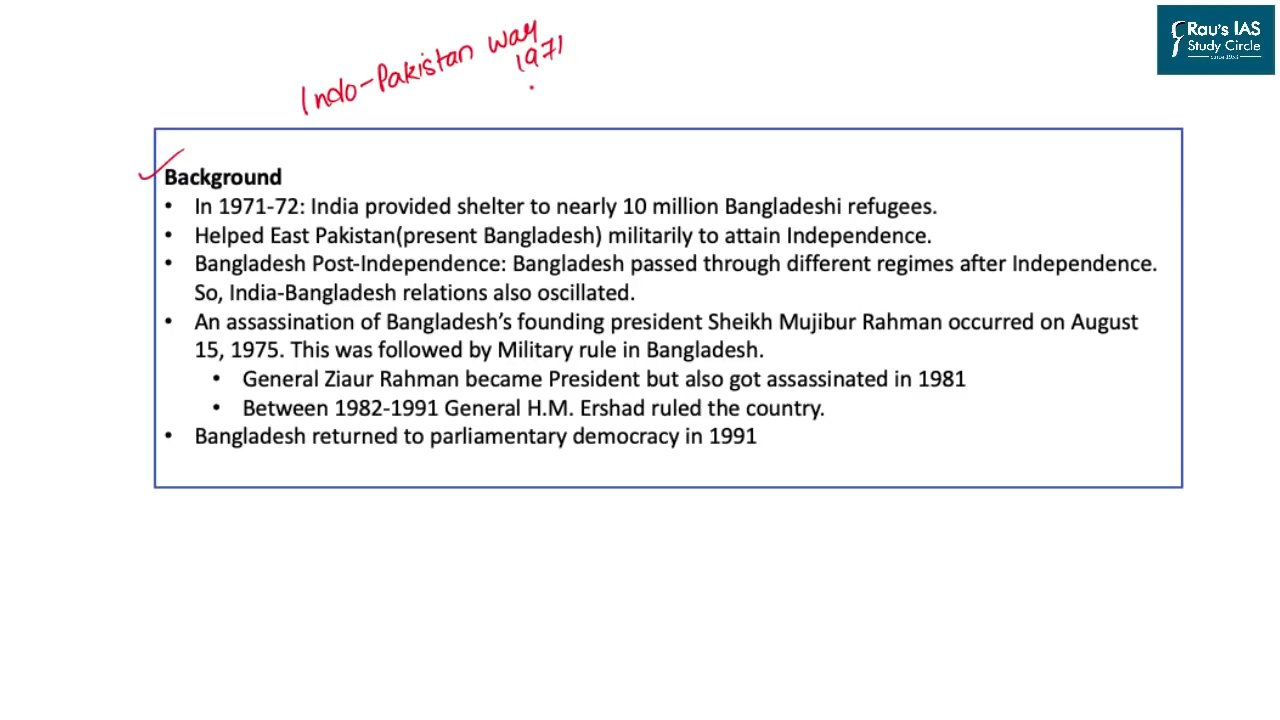 Rau's IAS
Study Circle
Since 1953
Indo-Pakistan war
1971
Background
• In 1971-72: India provided shelter to nearly 10 million Bangladeshi refugees.
• Helped East Pakistan(present Bangladesh) militarily to attain Independence.
• Bangladesh Post-Independence: Bangladesh passed through different regimes after Independence.
So, India-Bangladesh relations also oscillated.
• An assassination of Bangladesh's founding president Sheikh Mujibur Rahman occurred on August
15, 1975. This was followed by Military rule in Bangladesh.
• General Ziaur Rahman became President but also got assassinated in 1981
• Between 1982-1991 General H.M. Ershad ruled the country.
• Bangladesh returned to parliamentary democracy in 1991